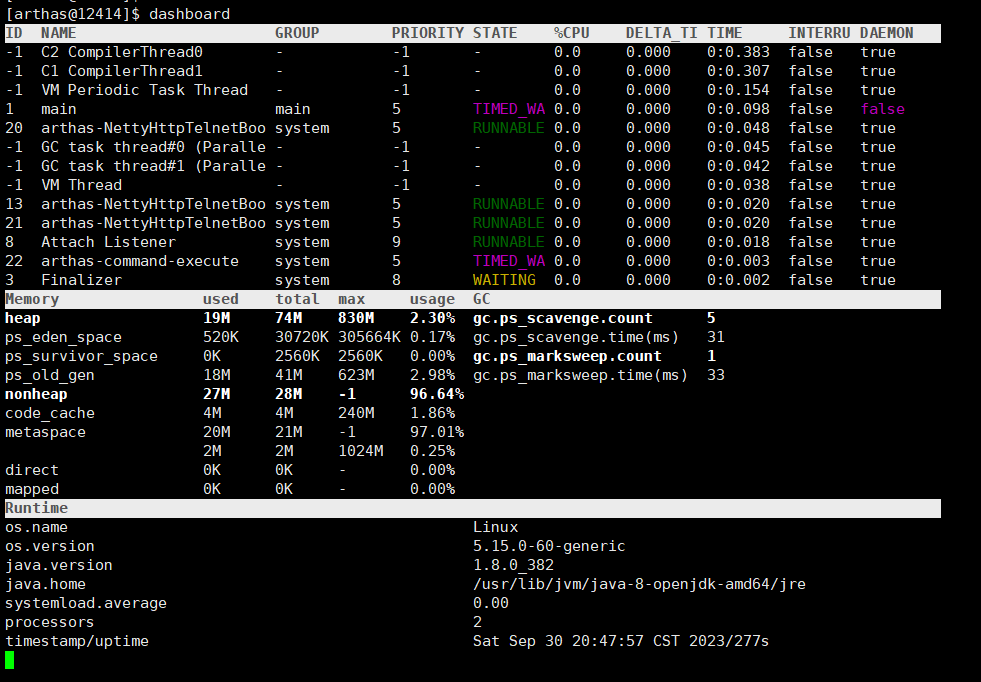 [arthas@12414]$ dashboard
ID NAME GROUP PRIORITY STATE %CPU DELTA_TI TIME INTERRU DAEMON
-1 C2 CompilerThread0 - -1 - 0.0 0.000 0:0.383 false true
-1 C1 CompilerThread1 - -1 - 0.0 0.000 0:0.307 false true
-1 VM Periodic Task Thread - -1 - 0.0 0.000 0:0.154 false true
1 main main 5 TIMED_WA 0.0 0.000 0:0.098 false false
20 arthas-NettyHttpTelnetBoo system 5 RUNNABLE 0.0 0.000 0:0.048 false true
-1 GC task thread#0 (Paralle - -1 - 0.0 0.000 0:0.045 false true
-1 GC task thread#1 (Paralle - -1 - 0.0 0.000 0:0.042 false true
-1 VM Thread - -1 - 0.0 0.000 0:0.038 false true
13 arthas-NettyHttpTelnetBoo system 5 RUNNABLE 0.0 0.000 0:0.020 false true
21 arthas-NettyHttpTelnetBoo system 5 RUNNABLE 0.0 0.000 0:0.020 false true
8 Attach Listener system 9 RUNNABLE 0.0 0.000 0:0.018 false true
22 arthas-command-execute system 5 TIMED_WA 0.0 0.000 0:0.003 false true
3 Finalizer system 8 WAITING 0.0 0.000 0:0.002 false true
Memory used total max usage GC
heap 19M 74M 830M 2.30% gc.ps_scavenge.count 5
ps_eden_space 520K 30720K 305664K 0.17% gc.ps_scavenge.time(ms) 31
ps_survivor_space 0K 2560K 2560K 0.00% gc.ps_marksweep.count 1
ps_old_gen 18M 41M 623M 2.98% gc.ps_marksweep.time(ms) 33
nonheap 27M 28M -1 96.64%
code_cache 4M 4M 240M 1.86%
metaspace 20M 21M -1 97.01%
2M 2M 1024M 0.25%
direct 0K 0K - 0.00%
mapped 0K 0K - 0.00%
Runtime
os.name Linux
os.version 5.15.0-60-generic
java.version 1.8.0_382
java.home /usr/lib/jvm/java-8-openjdk-amd64/jre
systemload.average 0.00
processors 2
timestamp/uptime Sat Sep 30 20:47:57 CST 2023/277s